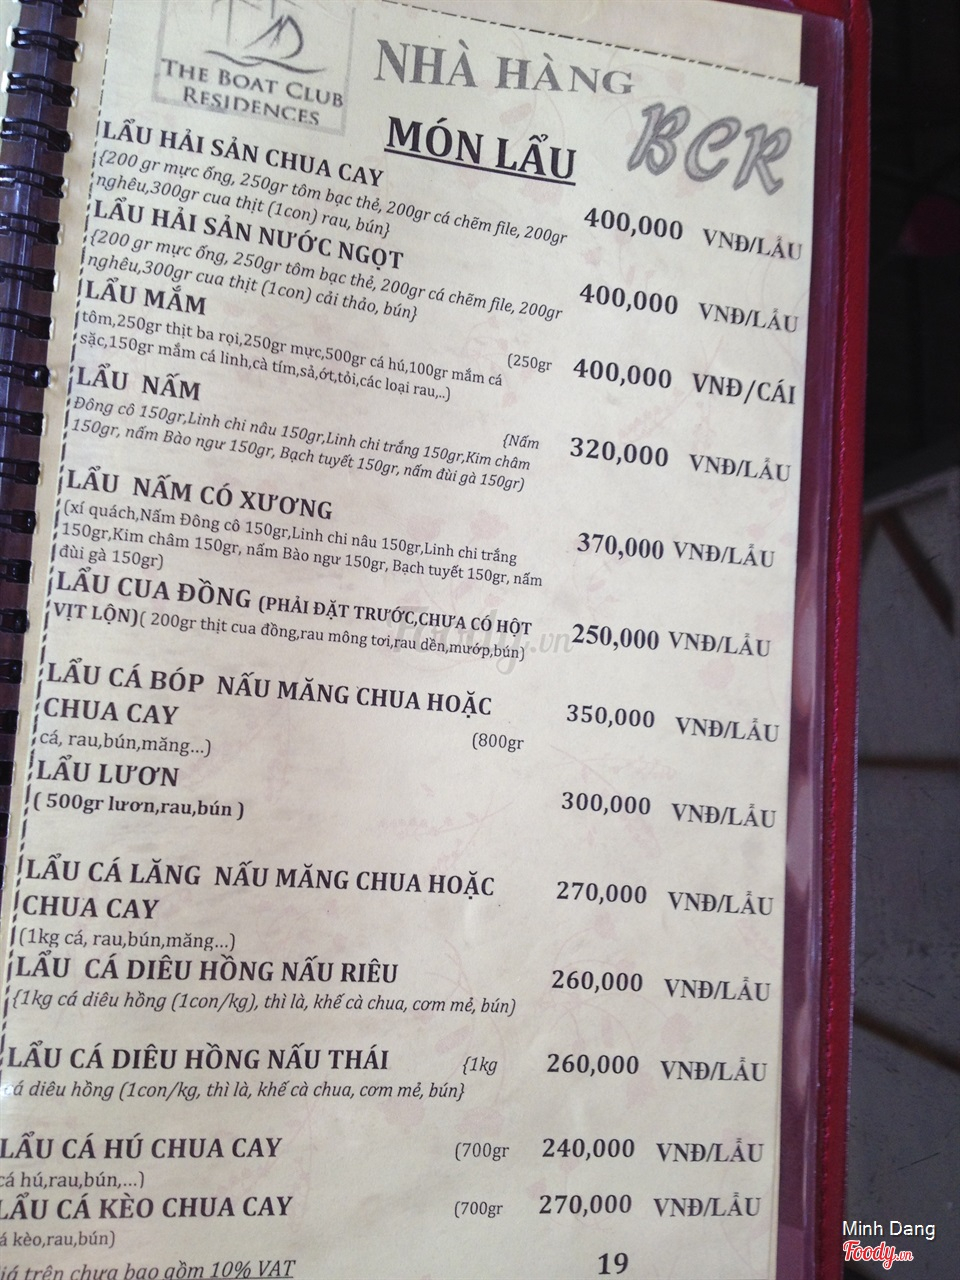 THE BOAT CLUB
RESIDENCES
NHÀ HÀNG
BCR
MÓN LẨU
LẨU HẢI SẢN CHUA CAY
{200 gr mực ống, 250gr tôm bạc thẻ, 200gr cá chẽm file, 200gr
nghêu,300gr cua thịt (1con) rau, bún}
400,000 VNĐ/LẨU
LẨU HẢI SẢN NƯỚC NGỌT
{200 gr mực ống, 250gr tôm bạc thẻ, 200gr cá chẽm file, 200gr
nghêu,300gr cua thịt (1con) cải thảo, bún}
400,000 VNĐ/LẨU
LẨU MẮM
(250gr
tôm,250gr thịt ba rọi,250gr mực,500gr cá hú,100gr mắm cá
sặc,150gr mắm cá linh,cà tím,sả,ớt,tỏi,các loại rau,..)
400,000 VNĐ/CÁI
LẨU NẤM
{Nấm
Đông cô 150gr,Linh chi nâu 150gr,Linh chi trắng 150gr,Kim châm
150gr, nấm Bào ngư 150gr, Bạch tuyết 150gr, nấm đùi gà 150gr)
320,000 VNĐ/LẨU
LẨU NẤM CÓ XƯƠNG
(xí quách,Nấm Đông cô 150gr,Linh chi nâu 150gr,Linh chi trắng
150gr,Kim châm 150gr, nấm Bào ngư 150gr, Bạch tuyết 150gr, nấm
đùi gà 150gr)
370,000 VNĐ/LẨU
LẨU CUA ĐỒNG (PHẢI ĐẶT TRƯỚC,CHƯA CÓ HỘT
VỊT LỘN)( 200gr thịt cua đồng,rau mông tơi,rau dền,mướp,bún)
250,000 VNĐ/LẨU
Foody.vn
LẨU CÁ BÓP NẤU MĂNG CHUA HOẶC
CHUA CAY
(800gr
cá, rau,bún,măng...)
350,000 VNĐ/LẨU
LẨU LƯƠN
( 500gr lươn,rau,bún )
300,000 VNĐ/LẨU
LẨU CÁ LĂNG NẤU MĂNG CHUA HOẶC
CHUA CAY
(1kg cá, rau,bún,măng...)
270,000 VNĐ/LẨU
LẨU CÁ DIÊU HỒNG NẤU RIÊU
{1kg cá diêu hồng (1con/kg), thì là, khế cà chua, cơm mẻ, bún)
260,000 VNĐ/LẨU
LẨU CÁ DIÊU HỒNG NẤU THÁI
{1kg
cá diêu hồng (1con/kg, thì là, khế cà chua, cơm mẻ, bún}
260,000 VNĐ/LẨU
LẨU CÁ HÚ CHUA CAY
(700gr
cá hú,rau,bún,...)
240,000 VNĐ/LẨU
LẨU CÁ KÈO CHUA CAY
(700gr
á kèo,rau,bún)
270,000 VNĐ/LẨU
iá trên chưa bao gồm 10% VAT
19
Minh Dang
Foody.vn